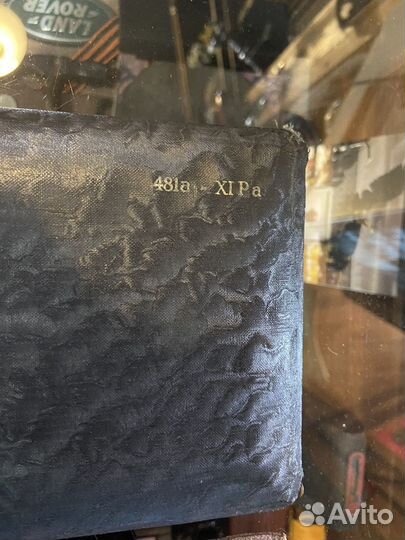 LAND
ROVER
481a - XI Pa
Avito